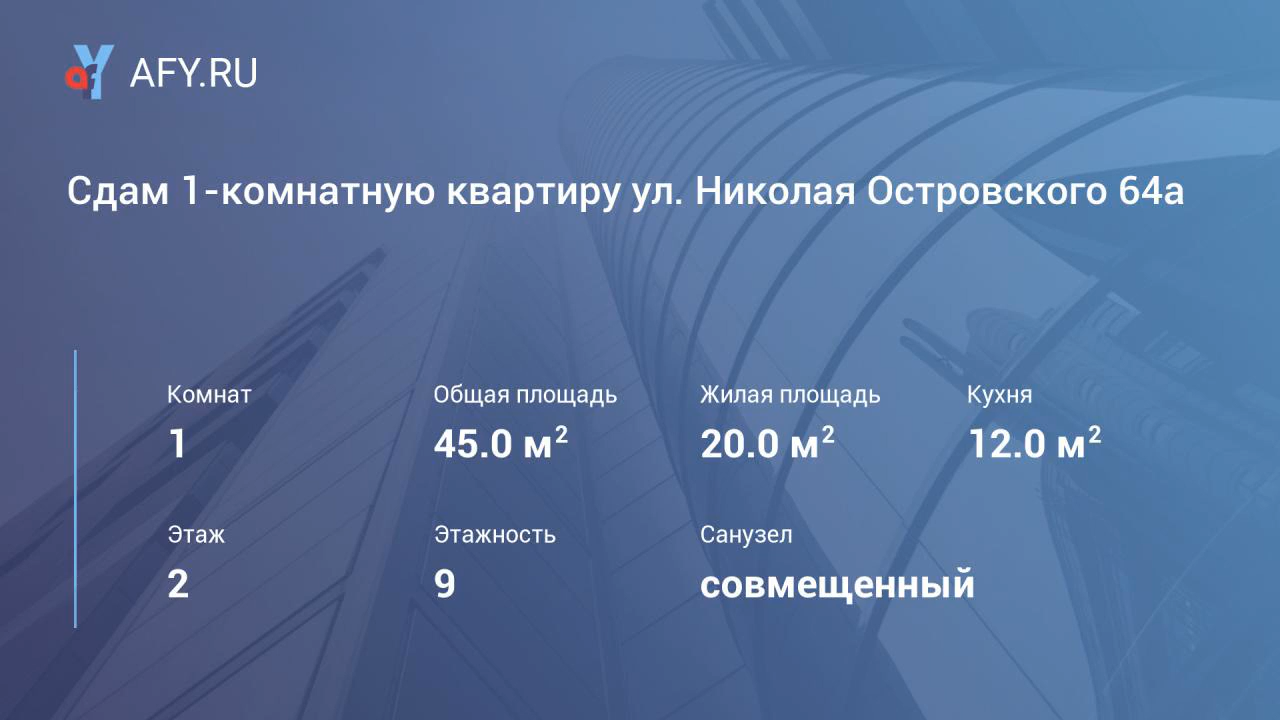 аfY AFY.RU
Сдам 1-комнатную квартиру ул. Николая Островского 64а
Комнат Общая площадь Жилая площадь Кухня
1 45.0 м² 20.0 м² 12.0 м²
Этаж Этажность Санузел
2 9 совмещенный